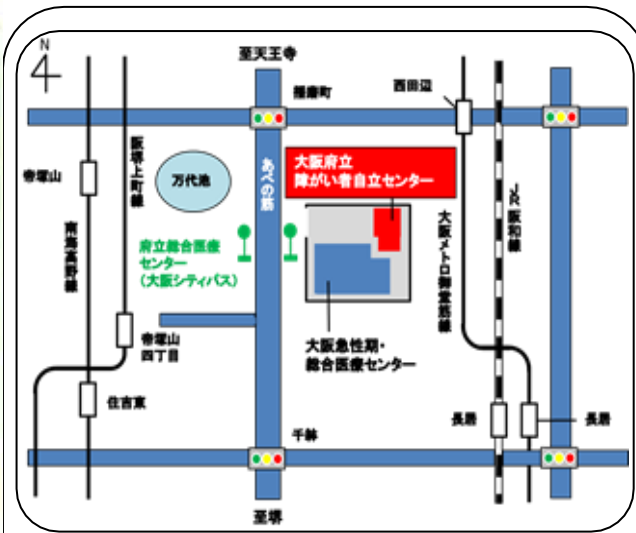 N
至天王寺
播磨町
西田辺
阪堺上町線
帝塚山
万代池
あべの筋
大阪府立
障がい者自立センター
JR阪和線
南海高野線
府立総合医療
センター
(大阪シティバス)
大阪メトロ御堂筋線
帝塚山
四丁目
大阪急性期・
総合医療センター
住吉東
長居
長居
千躰
至堺